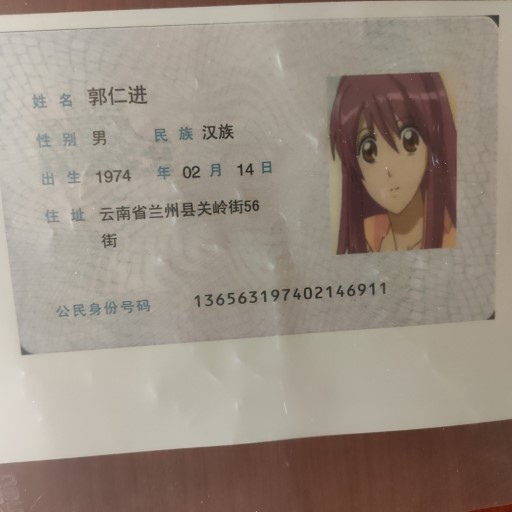 姓名 郭仁进
性别 男 民族 汉族
出生 1974 年 02 月 14 日
住址 云南省兰州县关岭街56
街
公民身份号码 136563197402146911